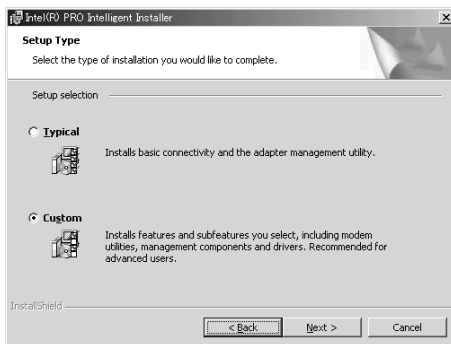 Intel(R) PRO Intelligent Installer
Setup Type
Select the type of installation you would like to complete.
Setup selection
Typical
Installs basic connectivity and the adapter management utility.
Custom
Installs features and subfeatures you select, including modem
utilities, management components and drivers. Recommended for
advanced users.
InstallShield
< Back
Next >
Cancel